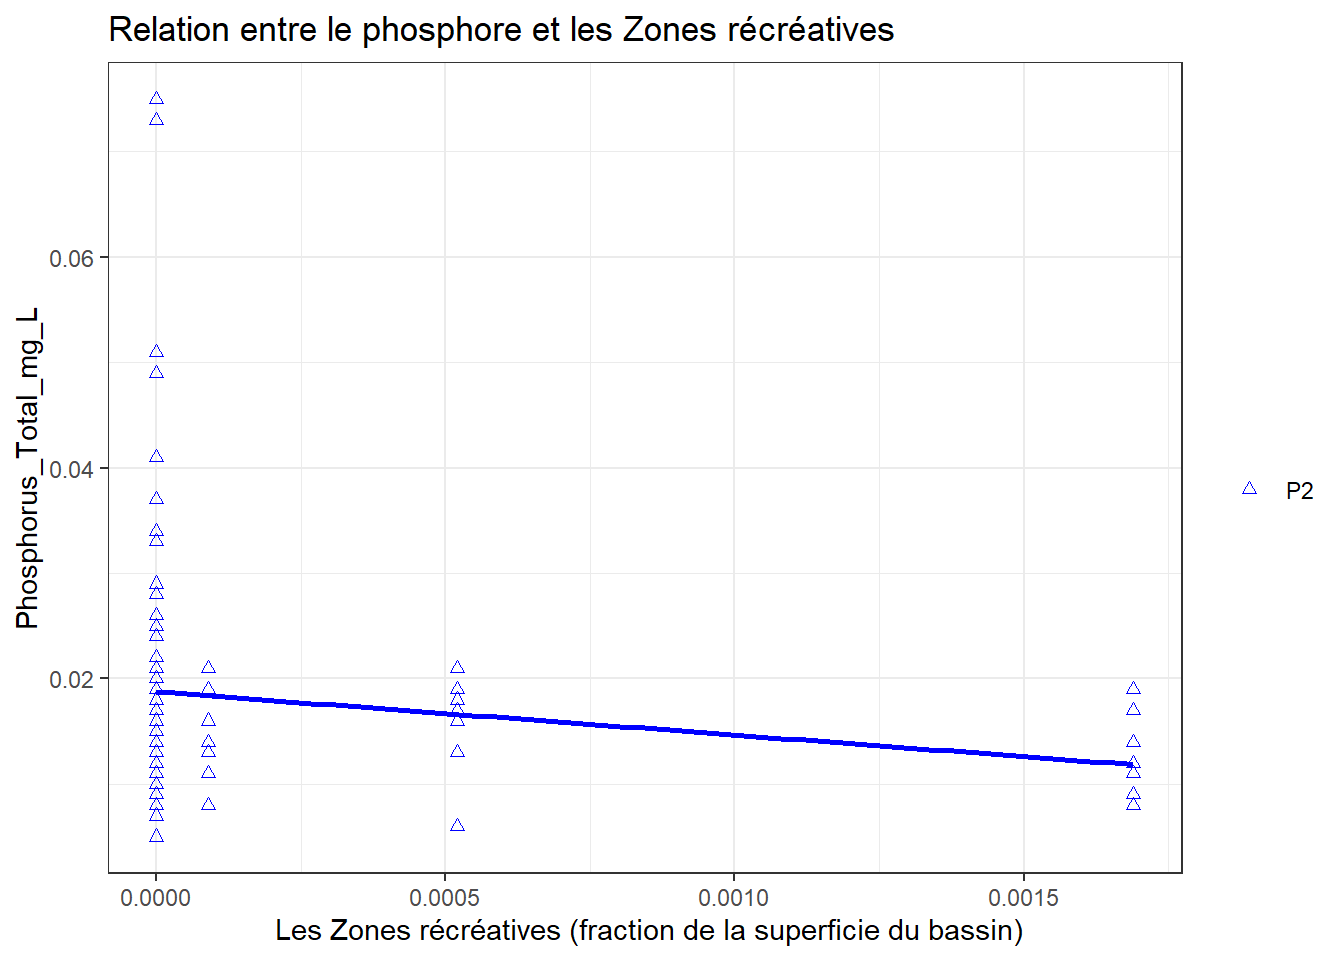 Relation entre le phosphore et les Zones récréatives
Phosphorus_Total_mg_L
0.06
0.04
0.02
0.0000 0.0005 0.0010 0.0015
Les Zones récréatives (fraction de la superficie du bassin)
P2